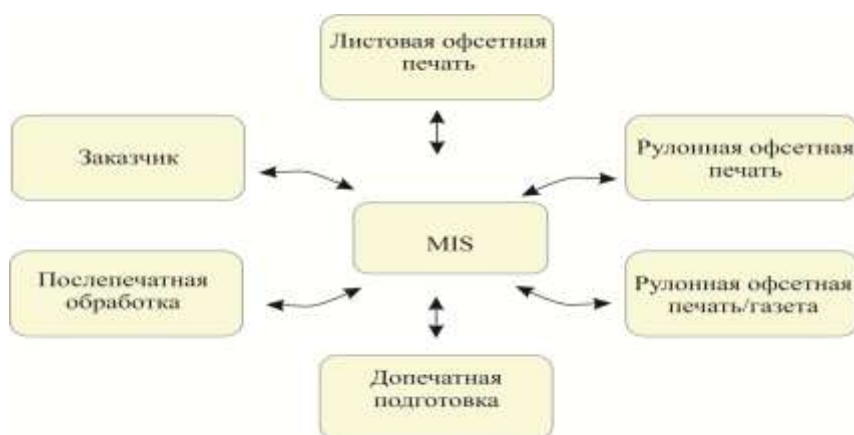 Листовая офсетная
печать
Заказчик
Рулонная офсетная
печать
MIS
Послепечатная
обработка
Рулонная офсетная
печать/газета
Допечатная
подготовка